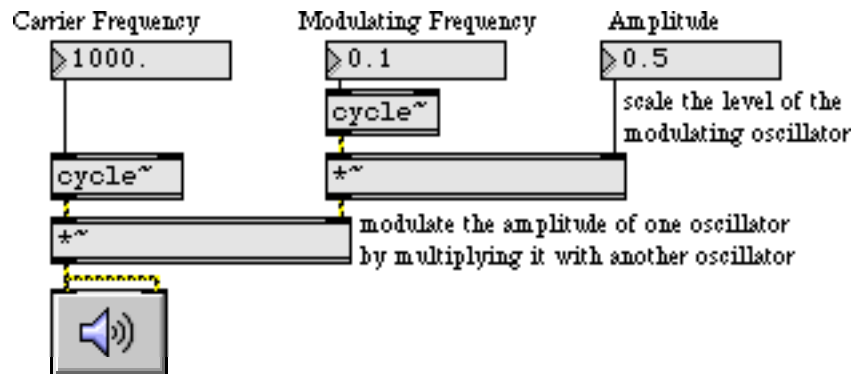 Carrier Frequency
Modulating Frequency
Amplitude
1000.
0.1
0.5
cycle~
scale the level of the
modulating oscillator
cycle~
*~
*~
modulate the amplitude of one oscillator
by multiplying it with another oscillator